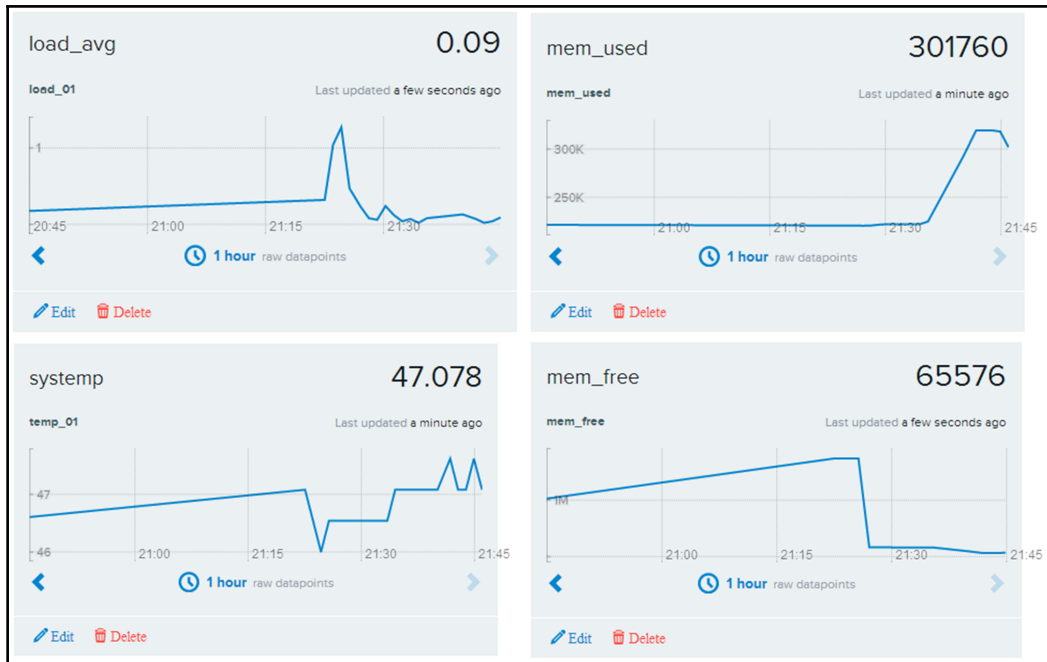 load_avg
0.09
load_01
Last updated a few seconds ago
1
20:45 21:00 21:15 21:30
1 hour raw datapoints
Edit Delete
mem_used
301760
mem_used
Last updated a minute ago
300K
250K
21:00 21:15 21:30 21:45
1 hour raw datapoints
Edit Delete
systemp
47.078
temp_01
Last updated a minute ago
47
46 21:00 21:15 21:30 21:45
1 hour raw datapoints
Edit Delete
mem_free
65576
mem_free
Last updated a few seconds ago
1M
21:00 21:15 21:30 21:45
1 hour raw datapoints
Edit Delete